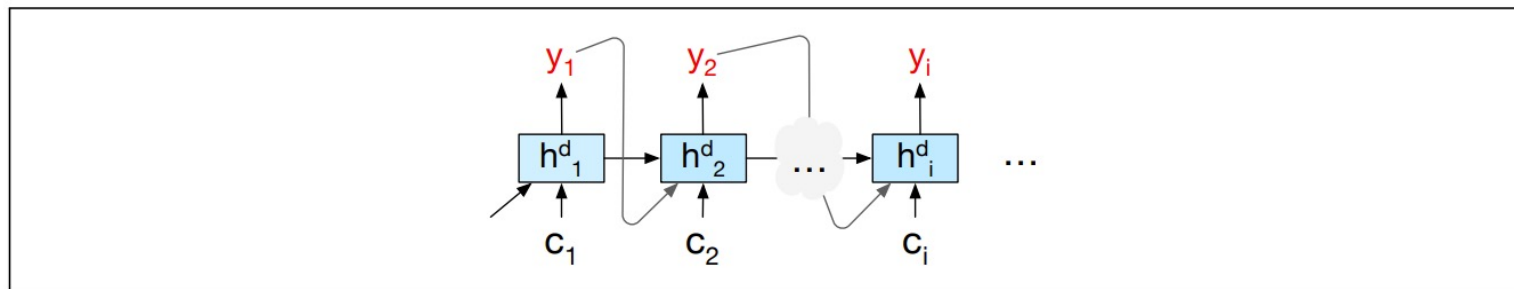 y₁ y₂ yᵢ
hᵈ₁ hᵈ₂ ... hᵈᵢ ...
c₁ c₂ cᵢ